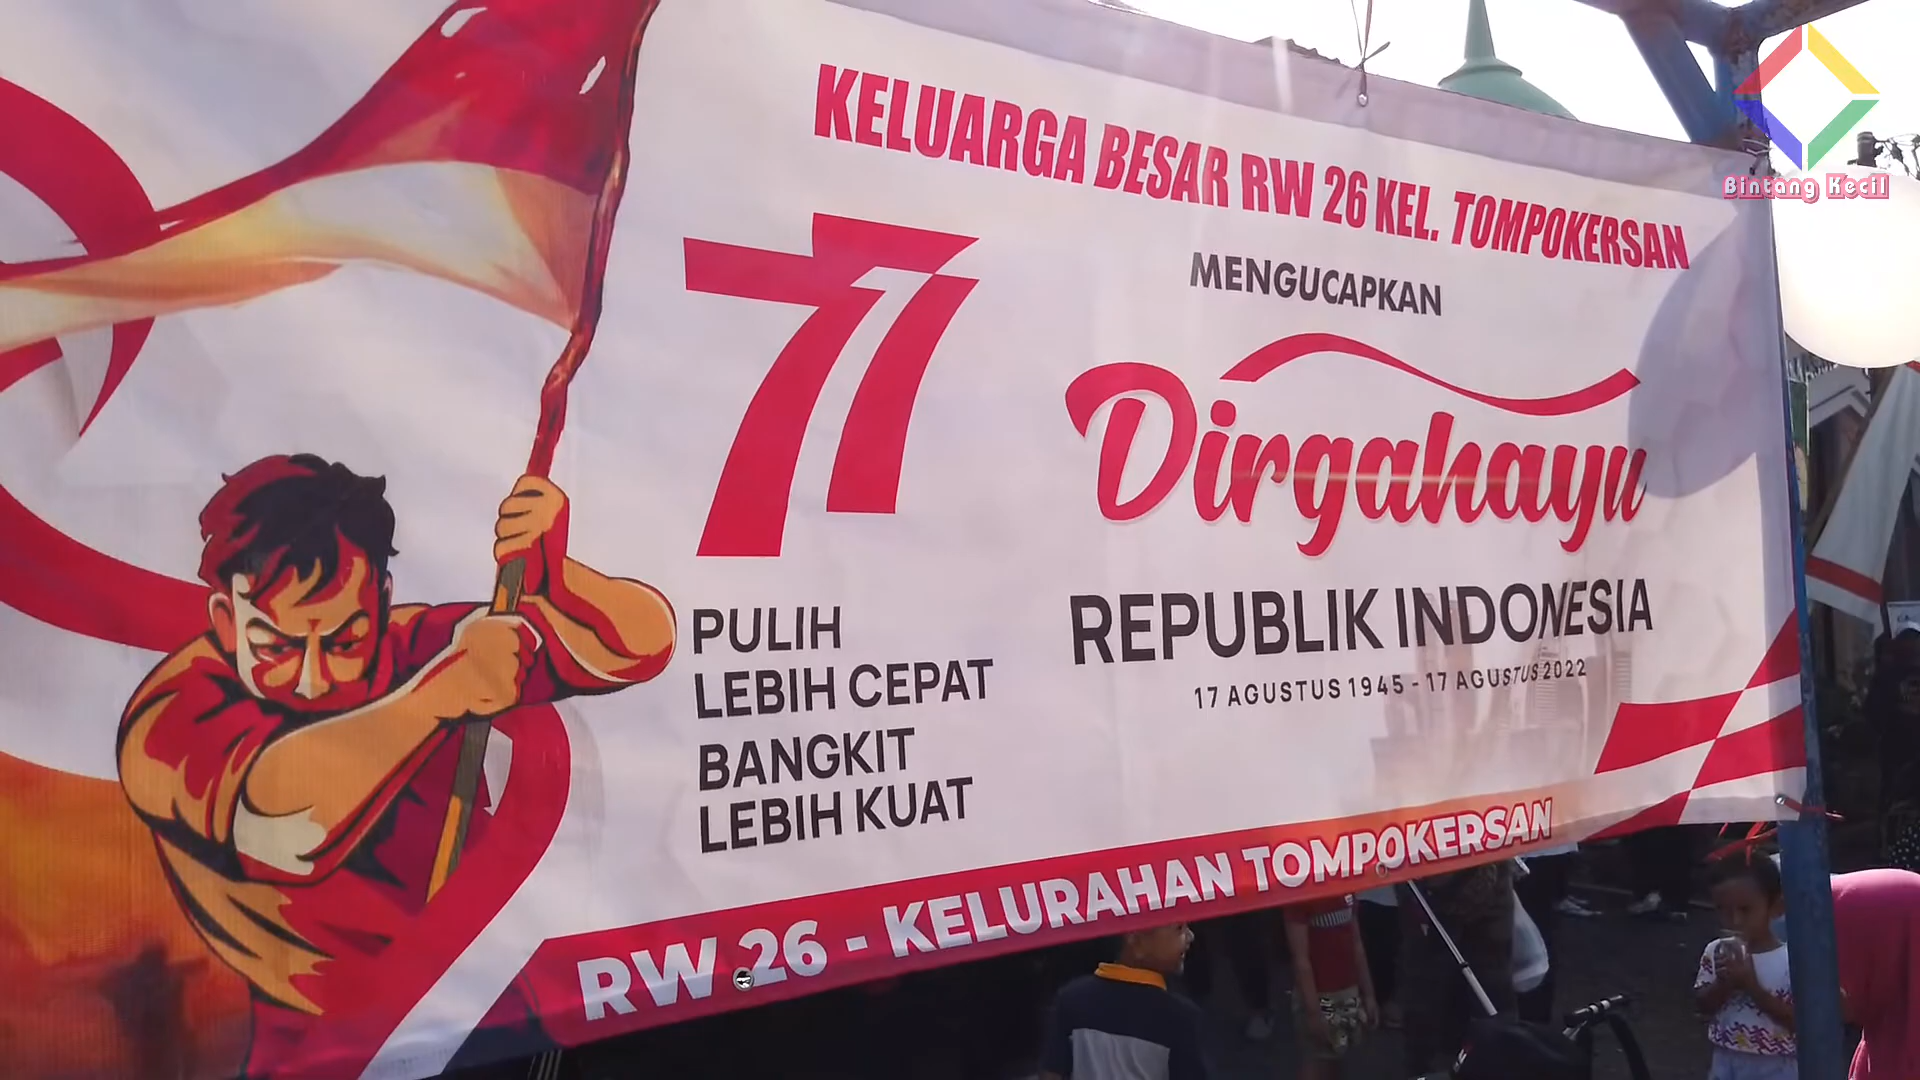 KELUARGA BESAR RW 26 KEL. TOMPOKERSAN
MENGUCAPKAN
77
Dirgahayu
REPUBLIK INDONESIA
17 AGUSTUS 1945 - 17 AGUSTUS 2022
PULIH
LEBIH CEPAT
BANGKIT
LEBIH KUAT
RW 26 - KELURAHAN TOMPOKERSAN
Bintang Kecil